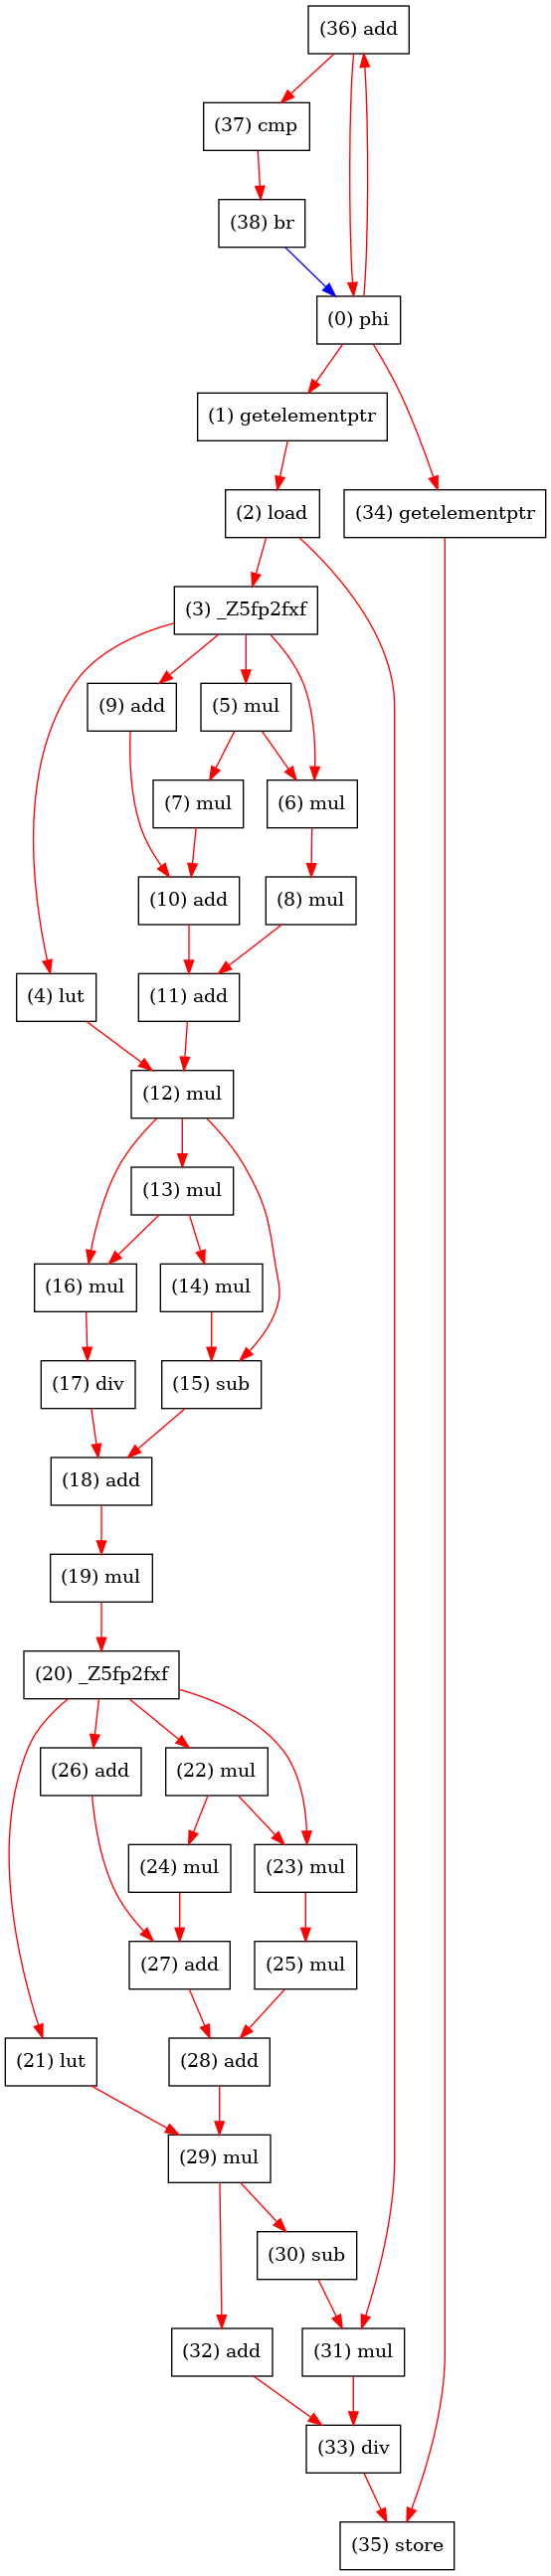 (36) add
(37) cmp
(38) br
(0) phi
(1) getelementptr
(2) load
(34) getelementptr
(3) _Z5fp2fxf
(9) add
(5) mul
(7) mul
(6) mul
(10) add
(8) mul
(4) lut
(11) add
(12) mul
(13) mul
(16) mul
(14) mul
(17) div
(15) sub
(18) add
(19) mul
(20) _Z5fp2fxf
(26) add
(22) mul
(24) mul
(23) mul
(27) add
(25) mul
(21) lut
(28) add
(29) mul
(30) sub
(32) add
(31) mul
(33) div
(35) store